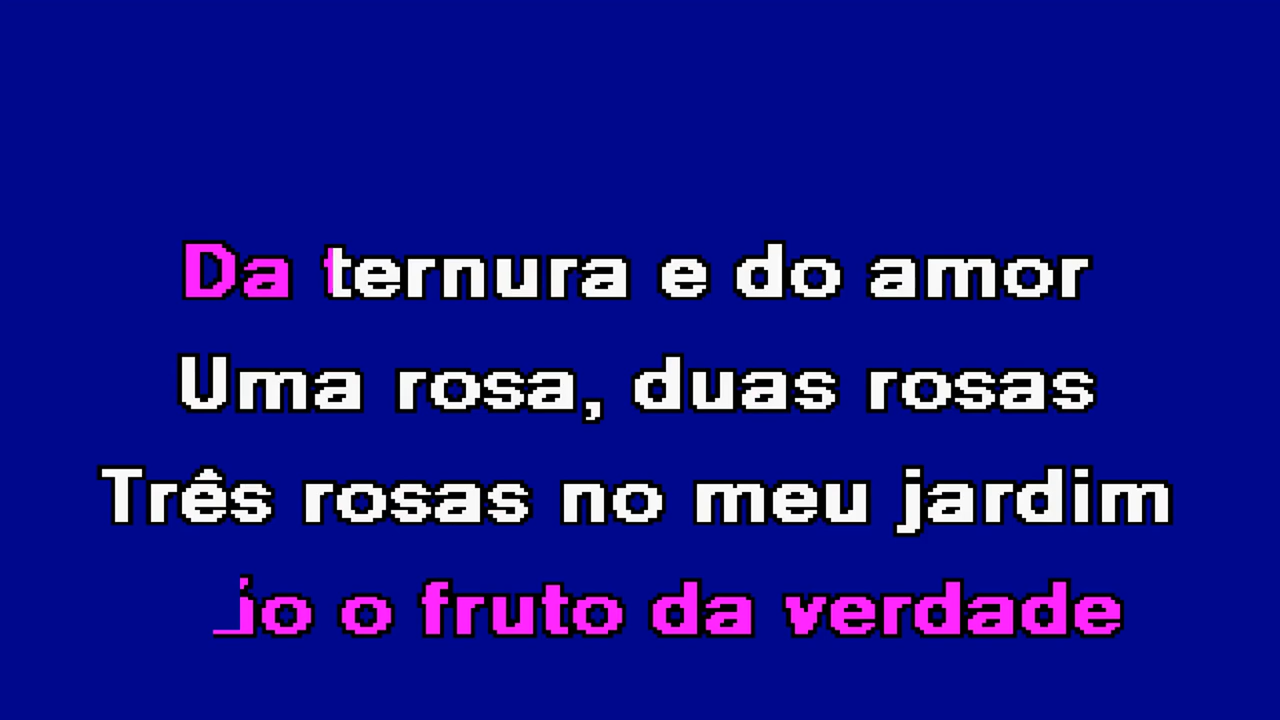 Da ternura e do amor
Uma rosa, duas rosas
Três rosas no meu jardim
o fruto da verdade